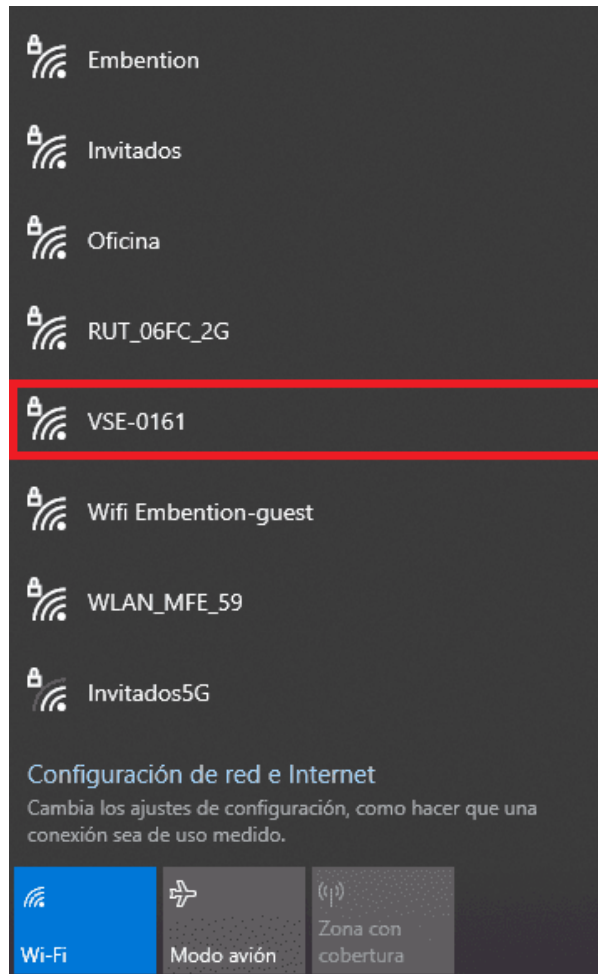 Embention
Invitados
Oficina
RUT_06FC_2G
VSE-0161
Wifi Embention-guest
WLAN_MFE_59
Invitados5G
Configuración de red e Internet
Cambia los ajustes de configuración, como hacer que una
conexión sea de uso medido.
Wi-Fi
Modo avión
Zona con
cobertura